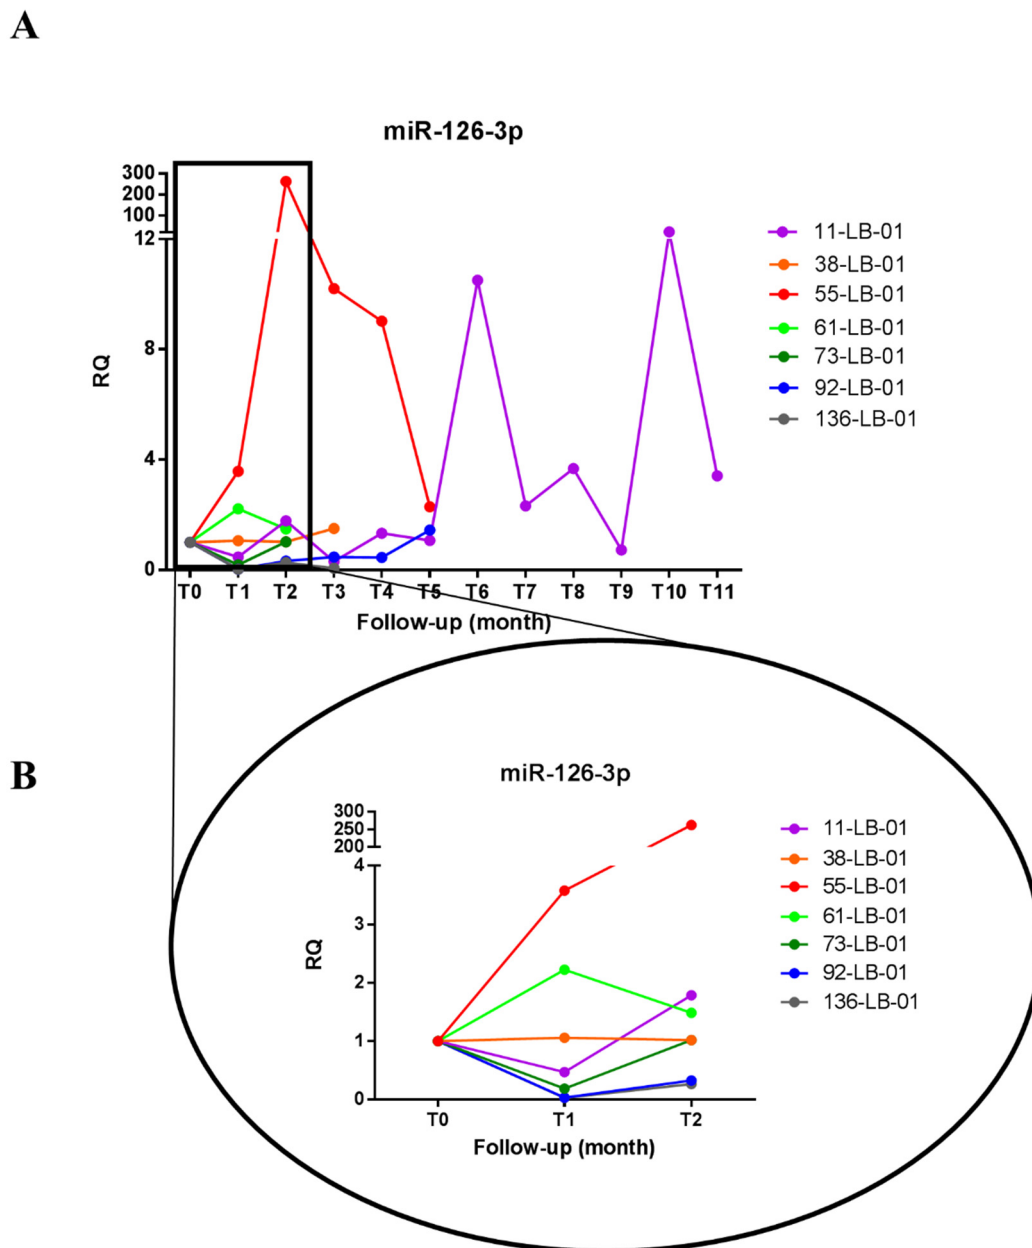 A
miR-126-3p
300
200
100
12
8
4
0
RQ
T0 T1 T2 T3 T4 T5 T6 T7 T8 T9 T10 T11
Follow-up (month)
11-LB-01
38-LB-01
55-LB-01
61-LB-01
73-LB-01
92-LB-01
136-LB-01
B
miR-126-3p
300
250
200
4
3
2
1
0
RQ
T0 T1 T2
Follow-up (month)
11-LB-01
38-LB-01
55-LB-01
61-LB-01
73-LB-01
92-LB-01
136-LB-01